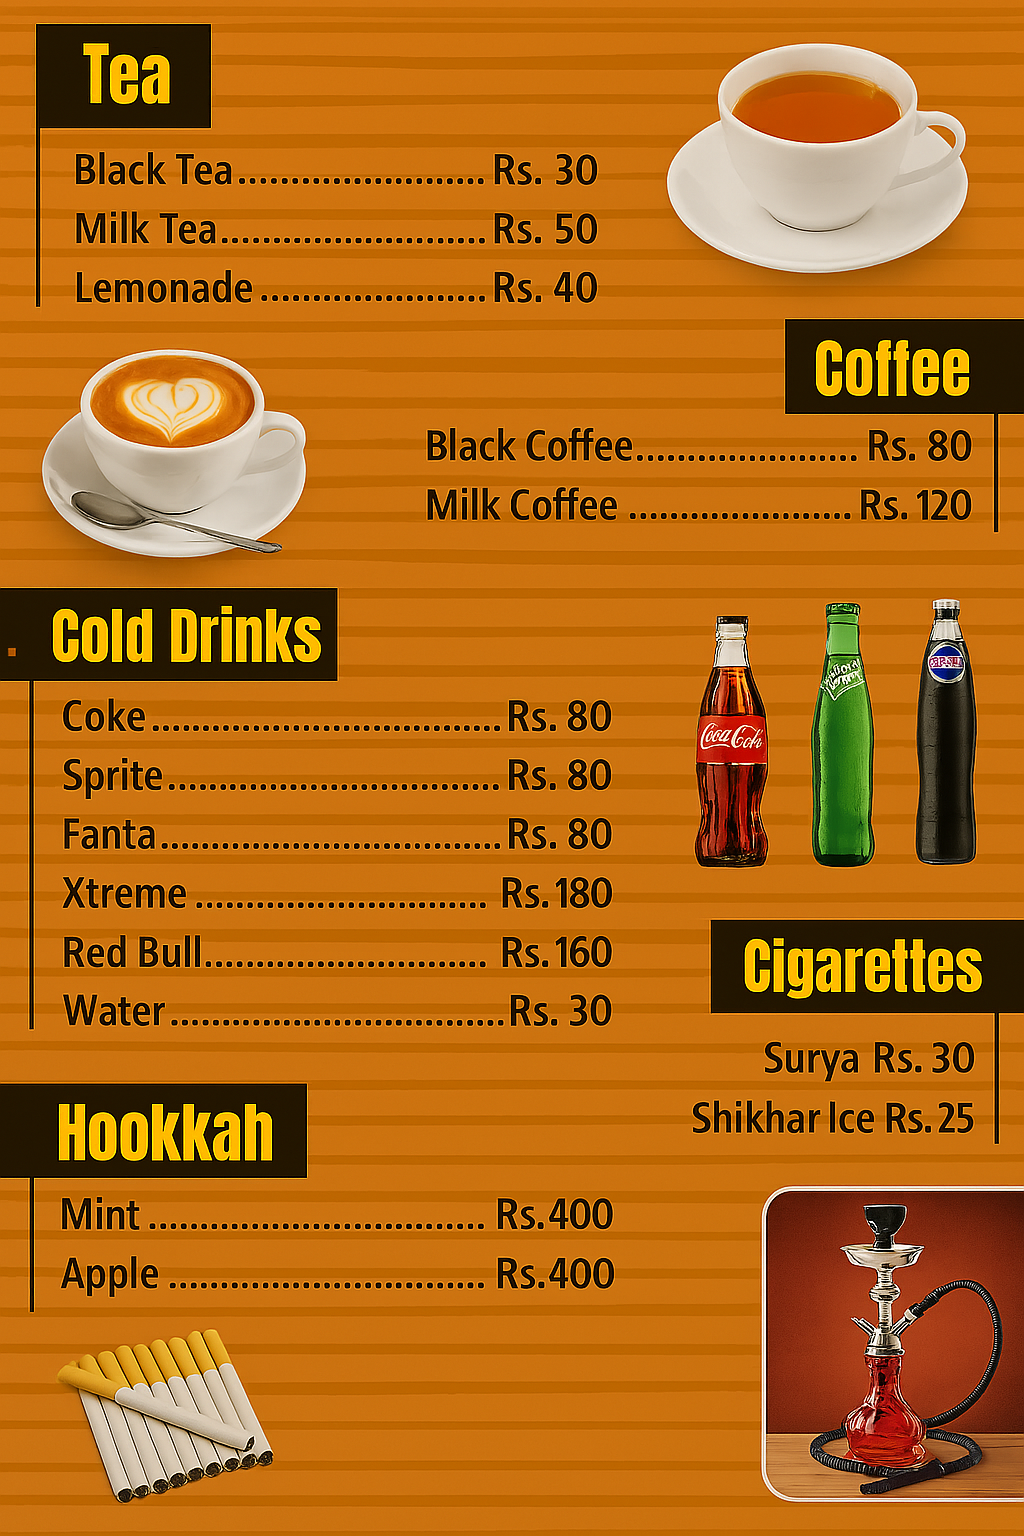 Tea
Black Tea........................ Rs. 30
Milk Tea.......................... Rs. 50
Lemonade ...................... Rs. 40
Coffee
Black Coffee...................... Rs. 80
Milk Coffee ...................... Rs. 120
Cold Drinks
Coke .................................. Rs. 80
Sprite ................................ Rs. 80
Fanta ................................. Rs. 80
Xtreme ............................ Rs. 180
Red Bull........................... Rs. 160
Water ................................ Rs. 30
Coca Cola
Cigarettes
Surya Rs. 30
Shikhar Ice Rs. 25
Hookkah
Mint ................................ Rs. 400
Apple .............................. Rs. 400